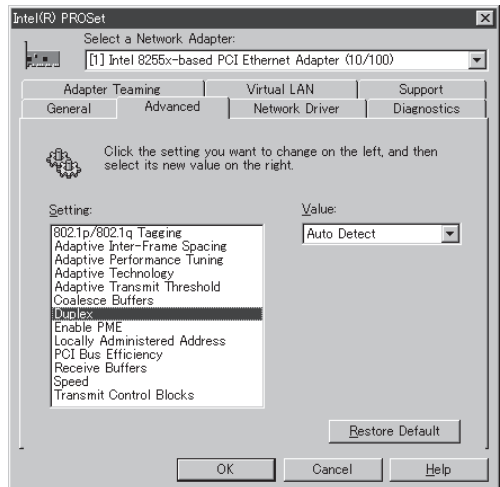 Intel(R) PROSet
Select a Network Adapter:
[1] Intel 8255x-based PCI Ethernet Adapter (10/100)
Adapter Teaming
Virtual LAN
Support
General
Advanced
Network Driver
Diagnostics
Click the setting you want to change on the left, and then
select its new value on the right.
Setting:
Value:
802.1p/802.1q Tagging
Adaptive Inter-Frame Spacing
Adaptive Performance Tuning
Adaptive Technology
Adaptive Transmit Threshold
Coalesce Buffers
Duplex
Enable PME
Locally Administered Address
PCI Bus Efficiency
Receive Buffers
Speed
Transmit Control Blocks
Auto Detect
Restore Default
OK
Cancel
Help